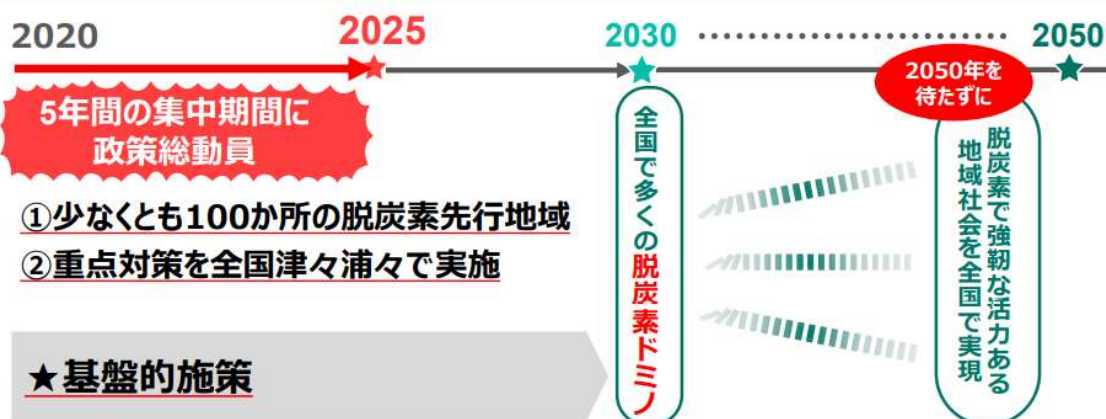 2020
2025
2030
2050
5年間の集中期間に
政策総動員
①少なくとも100か所の脱炭素先行地域
②重点対策を全国津々浦々で実施
★基盤的施策
全国で多くの脱炭素ドミノ
2050年を
待たずに
脱炭素で強靭な活力ある
地域社会を全国で実現